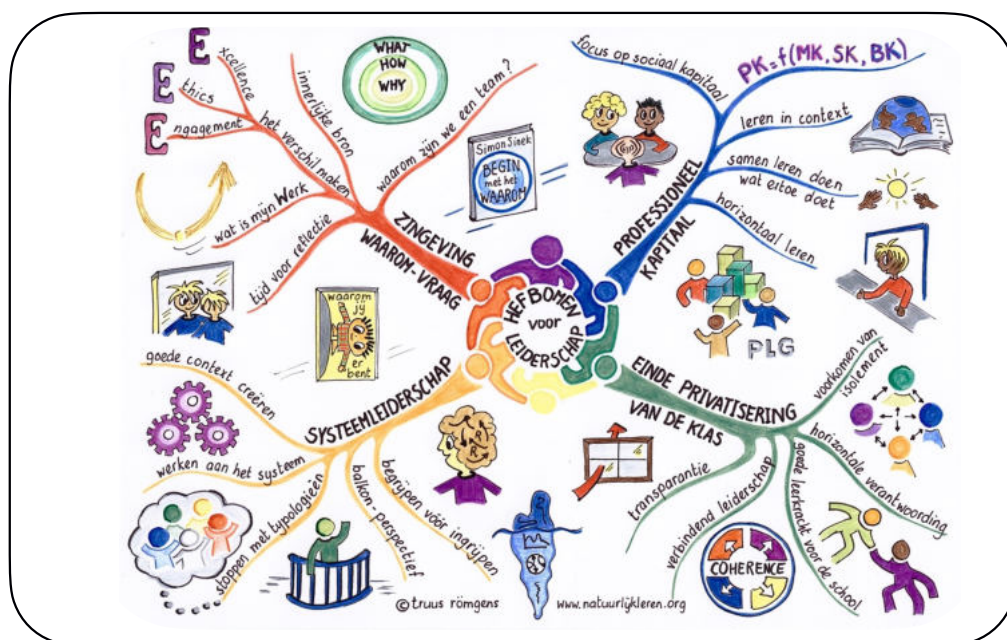 HEFBOMEN
voor
LEIDERSCHAP
ZINGEVING
WAAROM-VRAAG
Excellence
Ethics
Engagement
het verschil maken
innerlijke bron
waarom zijn we een team?
wat is mijn Werk
tijd voor reflectie
WHAT
HOW
WHY
Simon Sinek
BEGIN
met het
WAAROM
waarom
jij
er
bent
PROFESSIONEEL
KAPITAAL
focus op sociaal kapitaal
PK=f(MK, SK, BK)
leren in context
samen leren doen
wat ertoe doet
horizontaal leren
PLG
EINDE PRIVATISERING
VAN DE KLAS
voorkomen van
isolement
horizontale verantwoording
goede leerkracht voor de school
verbindend leiderschap
transparantie
COHERENCE
SYSTEEMLEIDERSCHAP
goede context creëren
werken aan het systeem
stoppen met typologieën
balkon-perspectief
begrijpen vóór ingrijpen
© truus römgens
www.natuurlijkleren.org